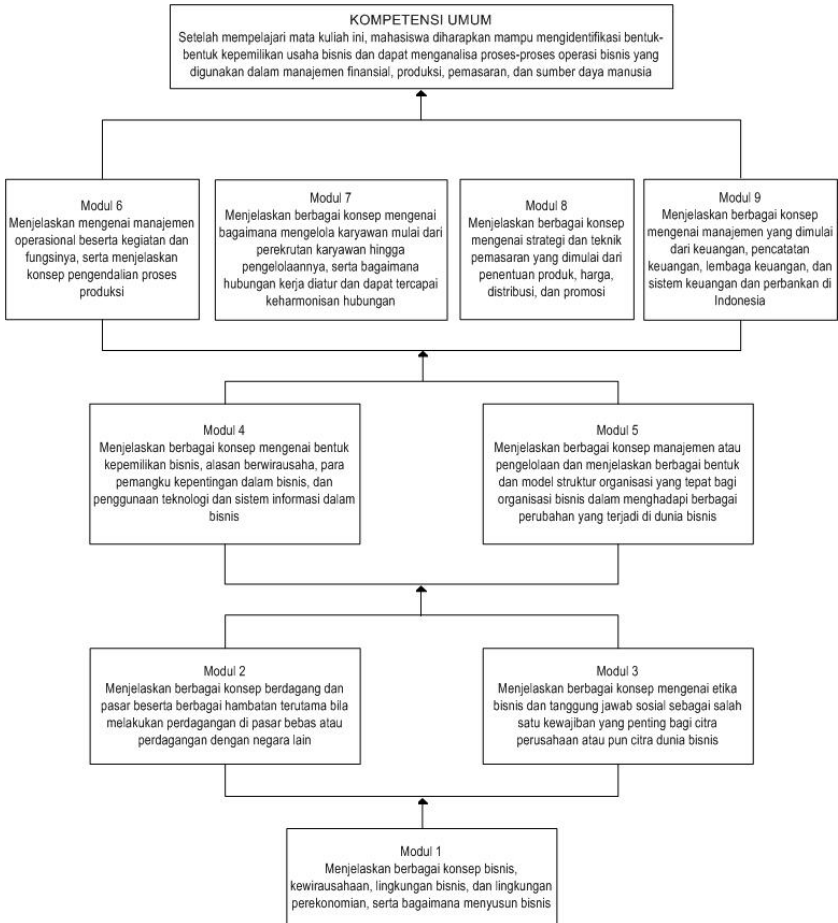 KOMPETENSI UMUM
Setelah mempelajari mata kuliah ini, mahasiswa diharapkan mampu mengidentifikasi bentuk-
bentuk kepemilikan usaha bisnis dan dapat menganalisa proses-proses operasi bisnis yang
digunakan dalam manajemen finansial, produksi, pemasaran, dan sumber daya manusia
Modul 6
Menjelaskan mengenai manajemen
operasional beserta kegiatan dan
fungsinya, serta menjelaskan
konsep pengendalian proses
produksi
Modul 7
Menjelaskan berbagai konsep mengenai
bagaimana mengelola karyawan mulai dari
perekrutan karyawan hingga
pengelolaannya, serta bagaimana
hubungan kerja diatur dan dapat tercapai
keharmonisan hubungan
Modul 8
Menjelaskan berbagai konsep
mengenai strategi dan teknik
pemasaran yang dimulai dari
penentuan produk, harga,
distribusi, dan promosi
Modul 9
Menjelaskan berbagai konsep
mengenai manajemen yang dimulai
dari keuangan, pencatatan
keuangan, lembaga keuangan, dan
sistem keuangan dan perbankan di
Indonesia
Modul 4
Menjelaskan berbagai konsep mengenai bentuk
kepemilikan bisnis, alasan berwirausaha, para
pemangku kepentingan dalam bisnis, dan
penggunaan teknologi dan sistem informasi dalam
bisnis
Modul 5
Menjelaskan berbagai konsep manajemen atau
pengelolaan dan menjelaskan berbagai bentuk
dan model struktur organisasi yang tepat bagi
organisasi bisnis dalam menghadapi berbagai
perubahan yang terjadi di dunia bisnis
Modul 2
Menjelaskan berbagai konsep berdagang dan
pasar beserta berbagai hambatan terutama bila
melakukan perdagangan di pasar bebas atau
perdagangan dengan negara lain
Modul 3
Menjelaskan berbagai konsep mengenai etika
bisnis dan tanggung jawab sosial sebagai salah
satu kewajiban yang penting bagi citra
perusahaan atau pun citra dunia bisnis
Modul 1
Menjelaskan berbagai konsep bisnis,
kewirausahaan, lingkungan bisnis, dan lingkungan
perekonomian, serta bagaimana menyusun bisnis